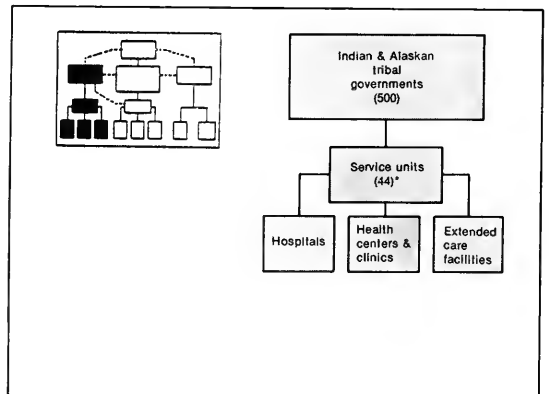 Indian & Alaskan
tribal
governments
(500)
Service units
(44)*
Hospitals
Health
centers &
clinics
Extended
care
facilities